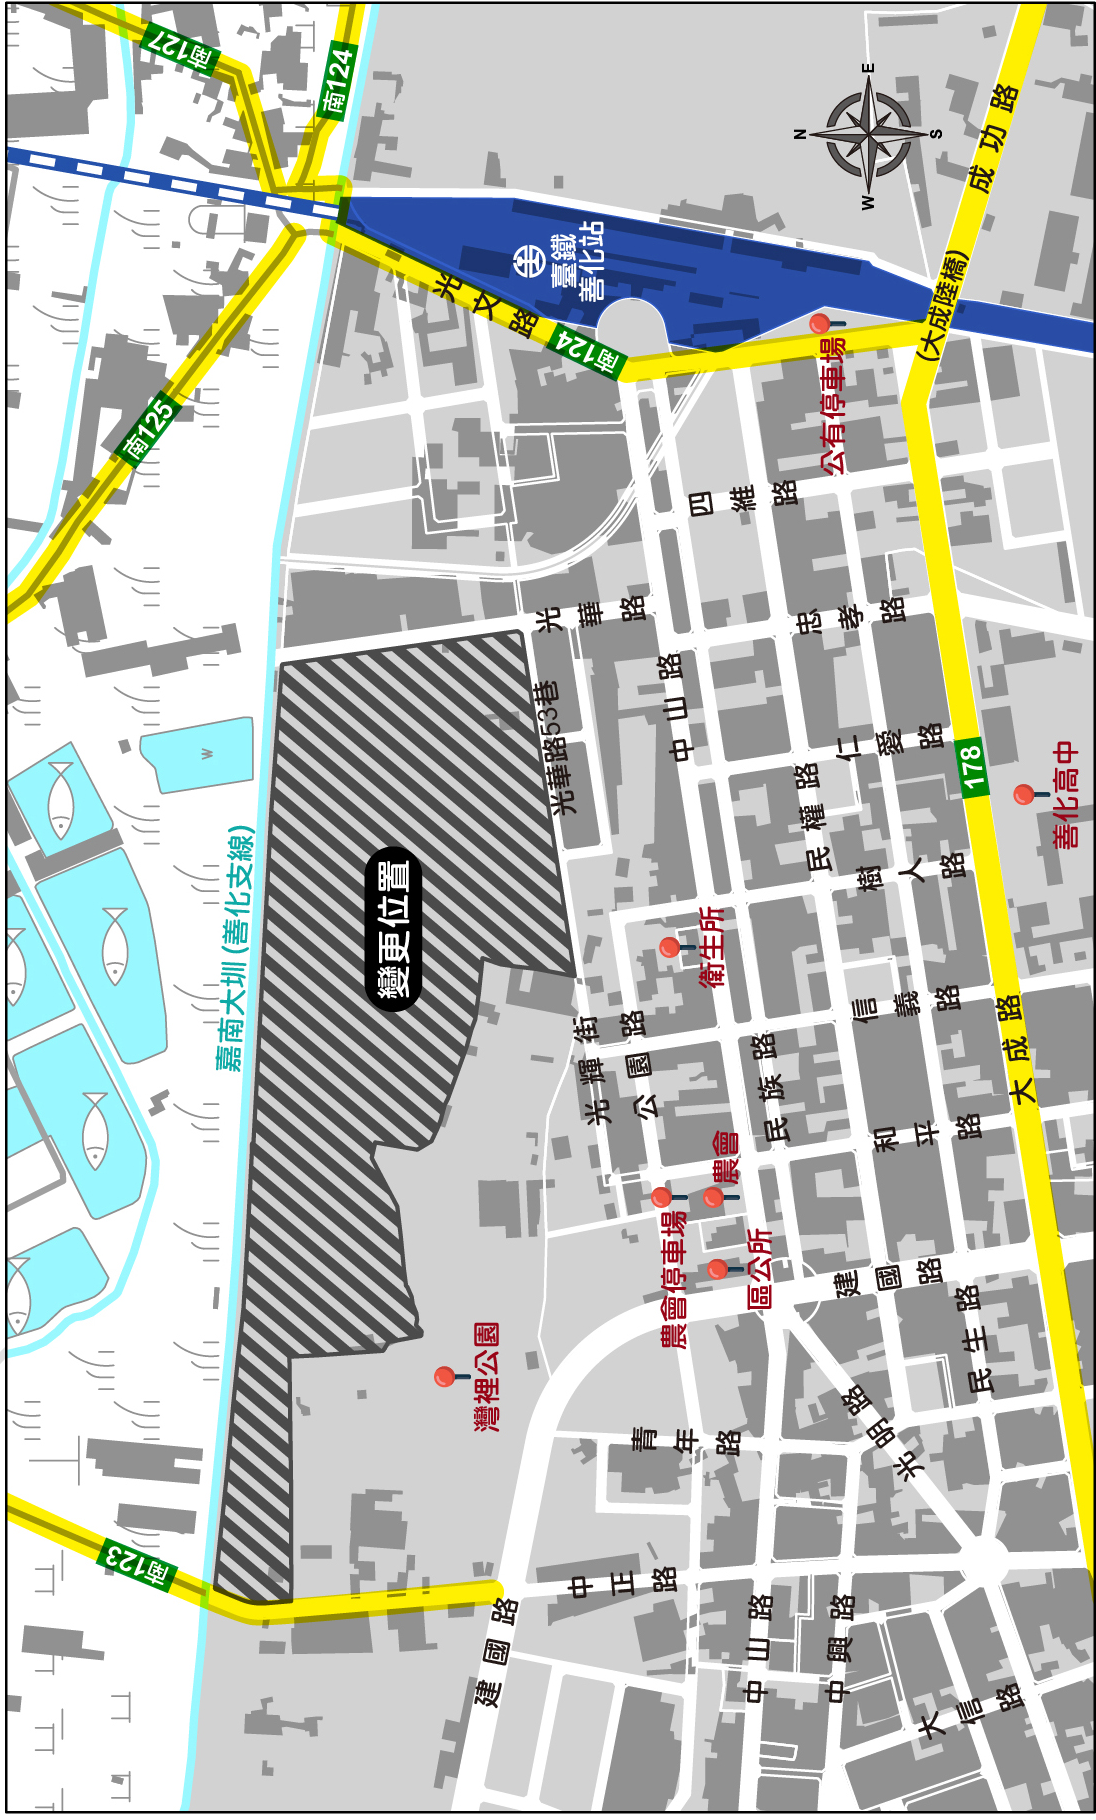 南123
南125
南127
南124
嘉南大圳(善化支線)
變更位置
光文路
南124
臺鐵
善化站
N
E
S
W
成功路
(大成陸橋)
公有停車場
四維路
光華路
忠孝路
光華路53巷
中山路
仁愛路
民權路
樹人路
178
善化高中
衛生所
光輝街
公園路
信義路
民族路
和平路
大成路
農會
農會停車場
區公所
灣裡公園
建國路
民生路
青年路
光明路
中正路
建國路
中山路
中興路
大信路